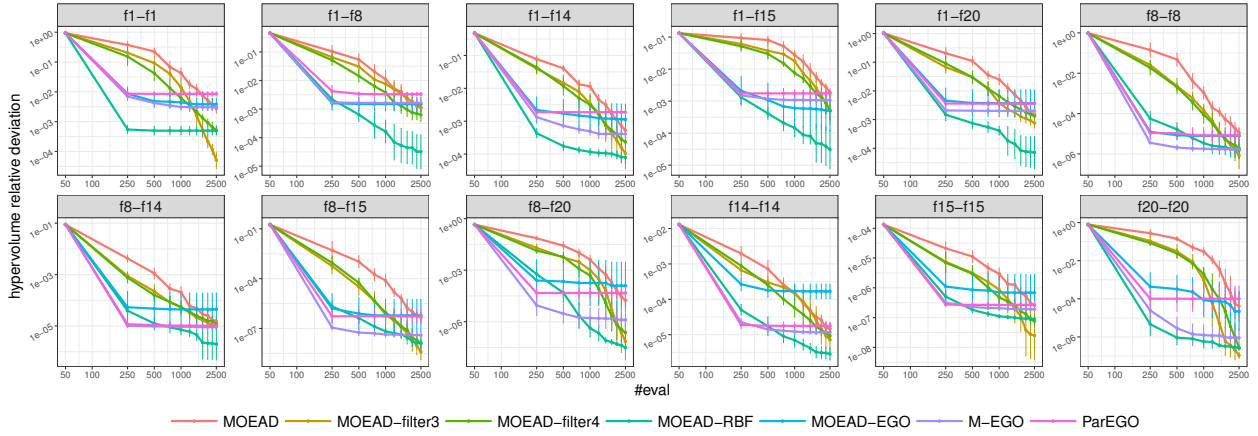 hypervolume relative deviation
f1−f1
1e+00
1e−01
1e−02
1e−03
1e−04
50 100 250 500 1000 2500
f1−f8
1e−01
1e−02
1e−03
1e−04
1e−05
50 100 250 500 1000 2500
f1−f14
1e−01
1e−02
1e−03
1e−04
50 100 250 500 1000 2500
f1−f15
1e−01
1e−02
1e−03
1e−04
1e−05
50 100 250 500 1000 2500
f1−f20
1e−01
1e−02
1e−03
1e−04
50 100 250 500 1000 2500
f8−f8
1e+00
1e−02
1e−04
1e−06
50 100 250 500 1000 2500
f8−f14
1e−01
1e−03
1e−05
50 100 250 500 1000 2500
f8−f15
1e−01
1e−04
1e−07
50 100 250 500 1000 2500
f8−f20
1e+00
1e−03
1e−06
50 100 250 500 1000 2500
f14−f14
1e−02
1e−03
1e−04
1e−05
1e−06
50 100 250 500 1000 2500
f15−f15
1e−04
1e−05
1e−06
1e−07
1e−08
50 100 250 500 1000 2500
f20−f20
1e+00
1e−02
1e−04
1e−06
50 100 250 500 1000 2500
#eval
MOEAD MOEAD−filter3 MOEAD−filter4 MOEAD−RBF MOEAD−EGO M−EGO ParEGO